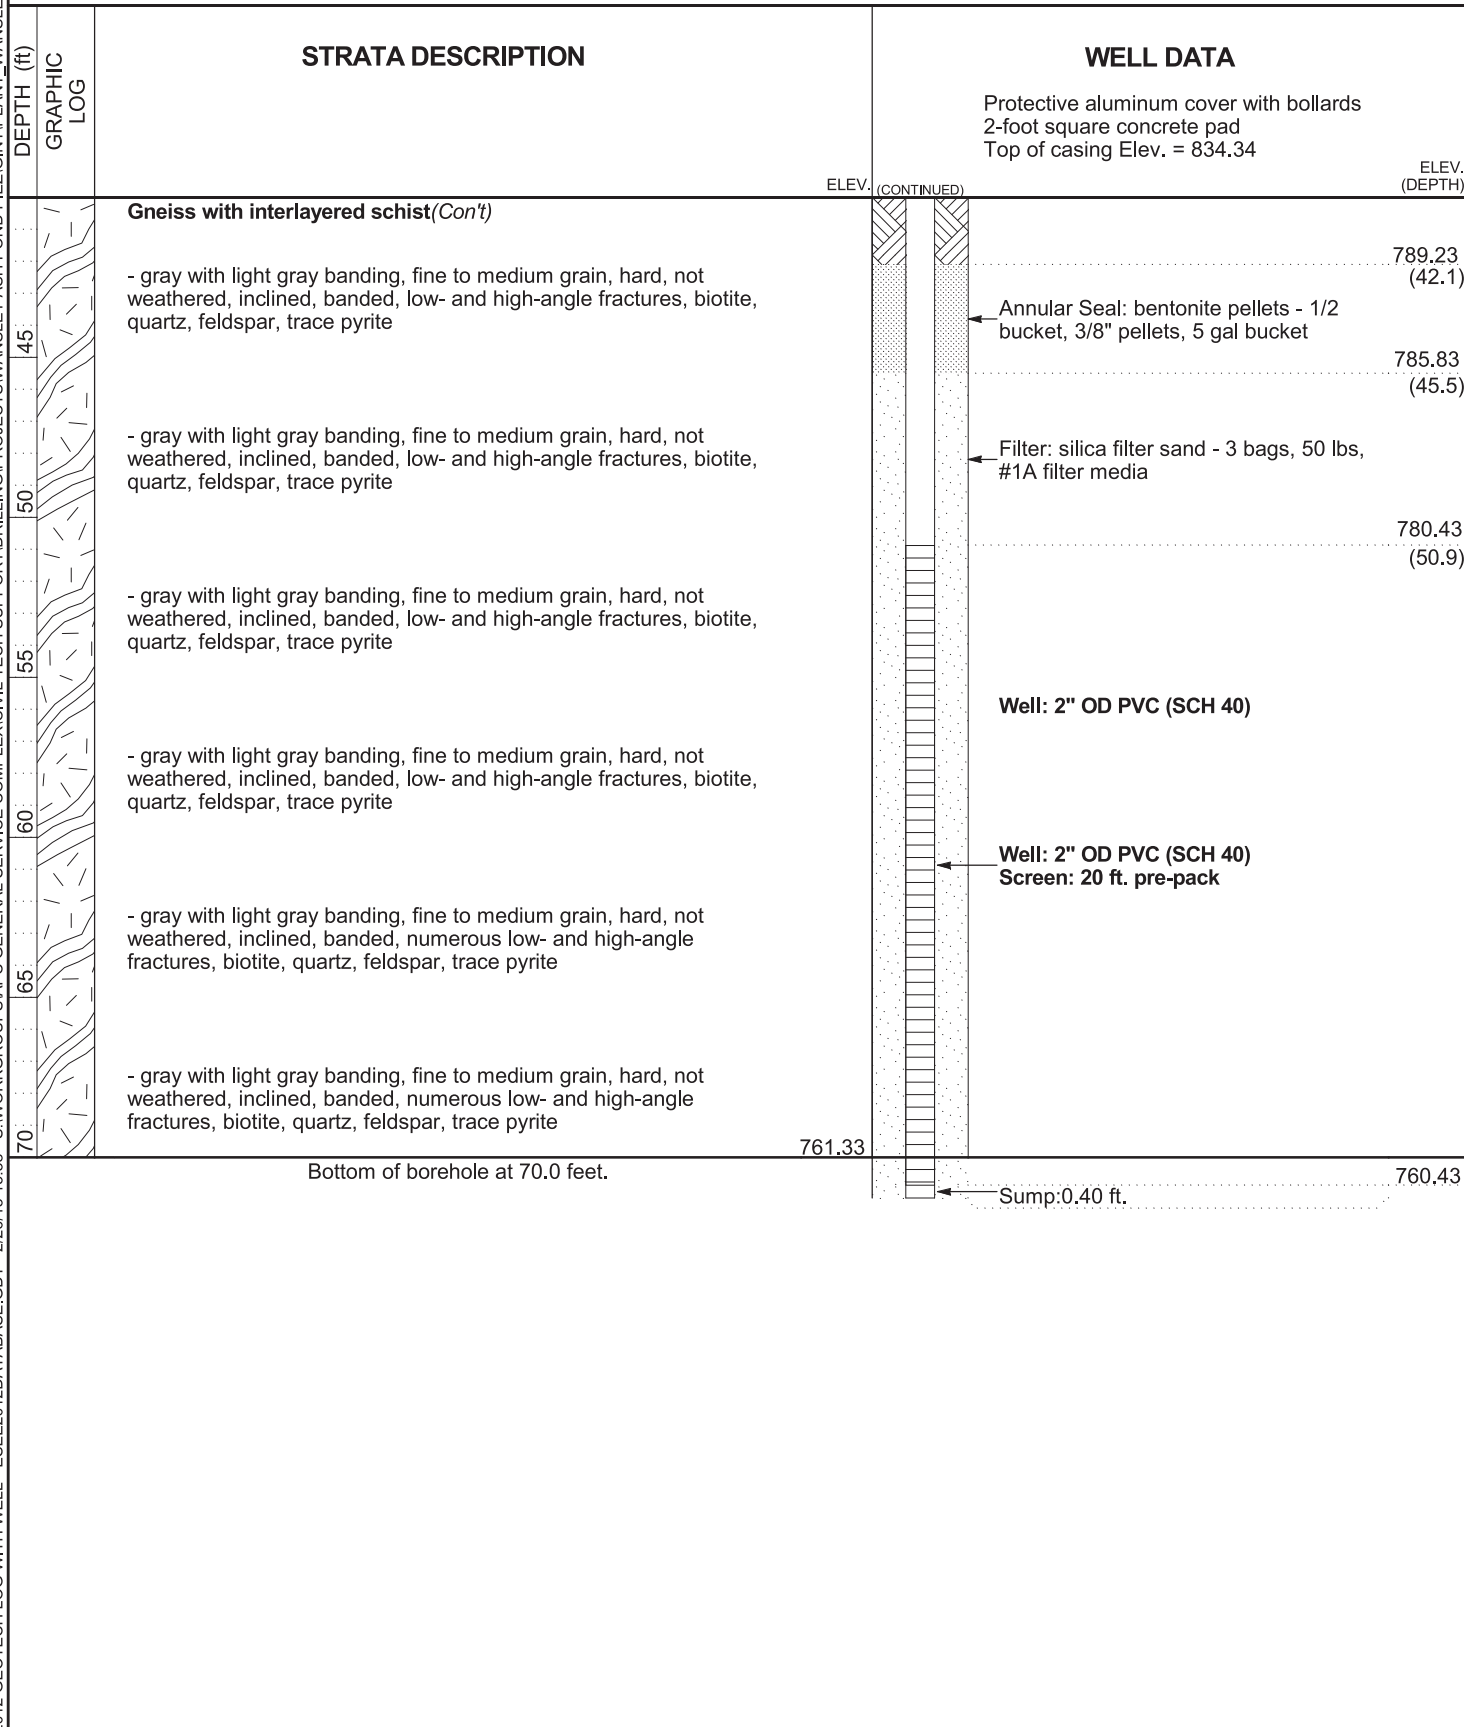 DEPTH (ft)
GRAPHIC
LOG
STRATA DESCRIPTION
ELEV.
WELL DATA
Protective aluminum cover with bollards
2-foot square concrete pad
Top of casing Elev. = 834.34
(CONTINUED)
ELEV.
(DEPTH)
Gneiss with interlayered schist(Con't)
789.23
(42.1)
- gray with light gray banding, fine to medium grain, hard, not
weathered, inclined, banded, low- and high-angle fractures, biotite,
quartz, feldspar, trace pyrite
Annular Seal: bentonite pellets - 1/2
bucket, 3/8" pellets, 5 gal bucket
45
785.83
(45.5)
- gray with light gray banding, fine to medium grain, hard, not
weathered, inclined, banded, low- and high-angle fractures, biotite,
quartz, feldspar, trace pyrite
Filter: silica filter sand - 3 bags, 50 lbs,
#1A filter media
50
780.43
(50.9)
- gray with light gray banding, fine to medium grain, hard, not
weathered, inclined, banded, low- and high-angle fractures, biotite,
quartz, feldspar, trace pyrite
55
Well: 2" OD PVC (SCH 40)
- gray with light gray banding, fine to medium grain, hard, not
weathered, inclined, banded, low- and high-angle fractures, biotite,
quartz, feldspar, trace pyrite
60
Well: 2" OD PVC (SCH 40)
Screen: 20 ft. pre-pack
- gray with light gray banding, fine to medium grain, hard, not
weathered, inclined, banded, numerous low- and high-angle
fractures, biotite, quartz, feldspar, trace pyrite
65
- gray with light gray banding, fine to medium grain, hard, not
weathered, inclined, banded, numerous low- and high-angle
fractures, biotite, quartz, feldspar, trace pyrite
70
761.33
Bottom of borehole at 70.0 feet.
760.43
Sump:0.40 ft.